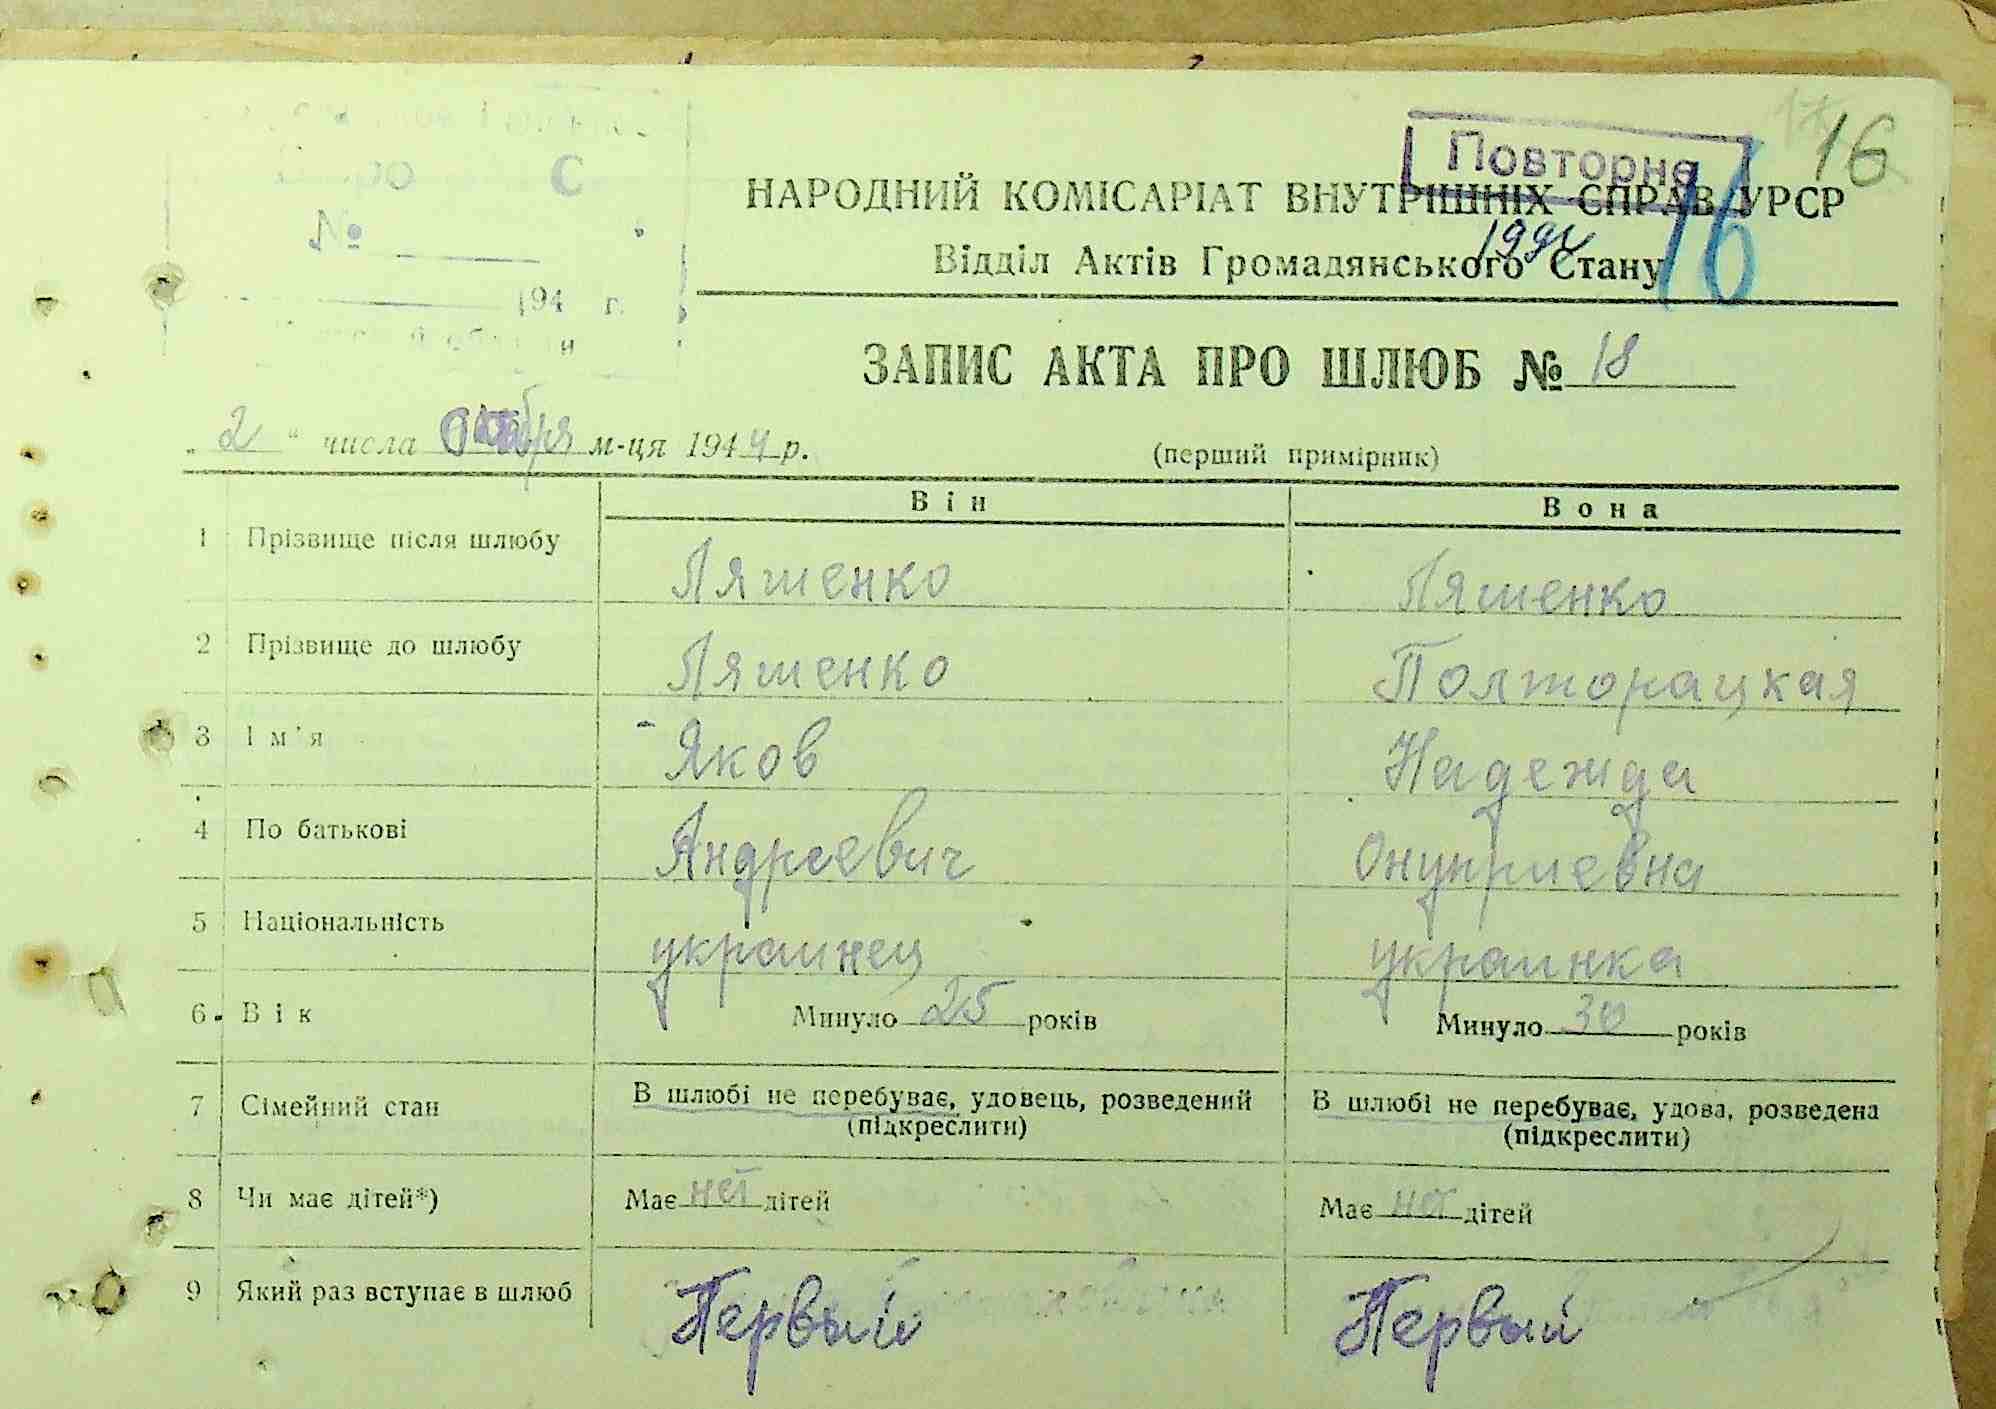 16
Повторне
НАРОДНИЙ КОМІСАРІАТ ВНУТРІШНІХ СПРАВ УРСР
16
1994
Відділ Актів Громадянського Стану
№
194 г.
ЗАПИС АКТА ПРО ШЛЮБ № 18
„2“ числа м-ця 1944 р.
(перший примірник)
Він Вона
1 Прізвище після шлюбу Ляшенко Ляшенко
2 Прізвище до шлюбу Ляшенко Полторацкая
3 Ім'я Яков Надежда
4 По батькові Андреевич Онуприевна
5 Національність украинец украинка
6 Вік Минуло 25 років Минуло 30 років
7 Сімейний стан В шлюбі не перебуває, удовець, розведений В шлюбі не перебуває, удова, розведена
(підкреслити) (підкреслити)
8 Чи має дітей*) Має нет дітей Має нет дітей
9 Який раз вступає в шлюб Первый Первый